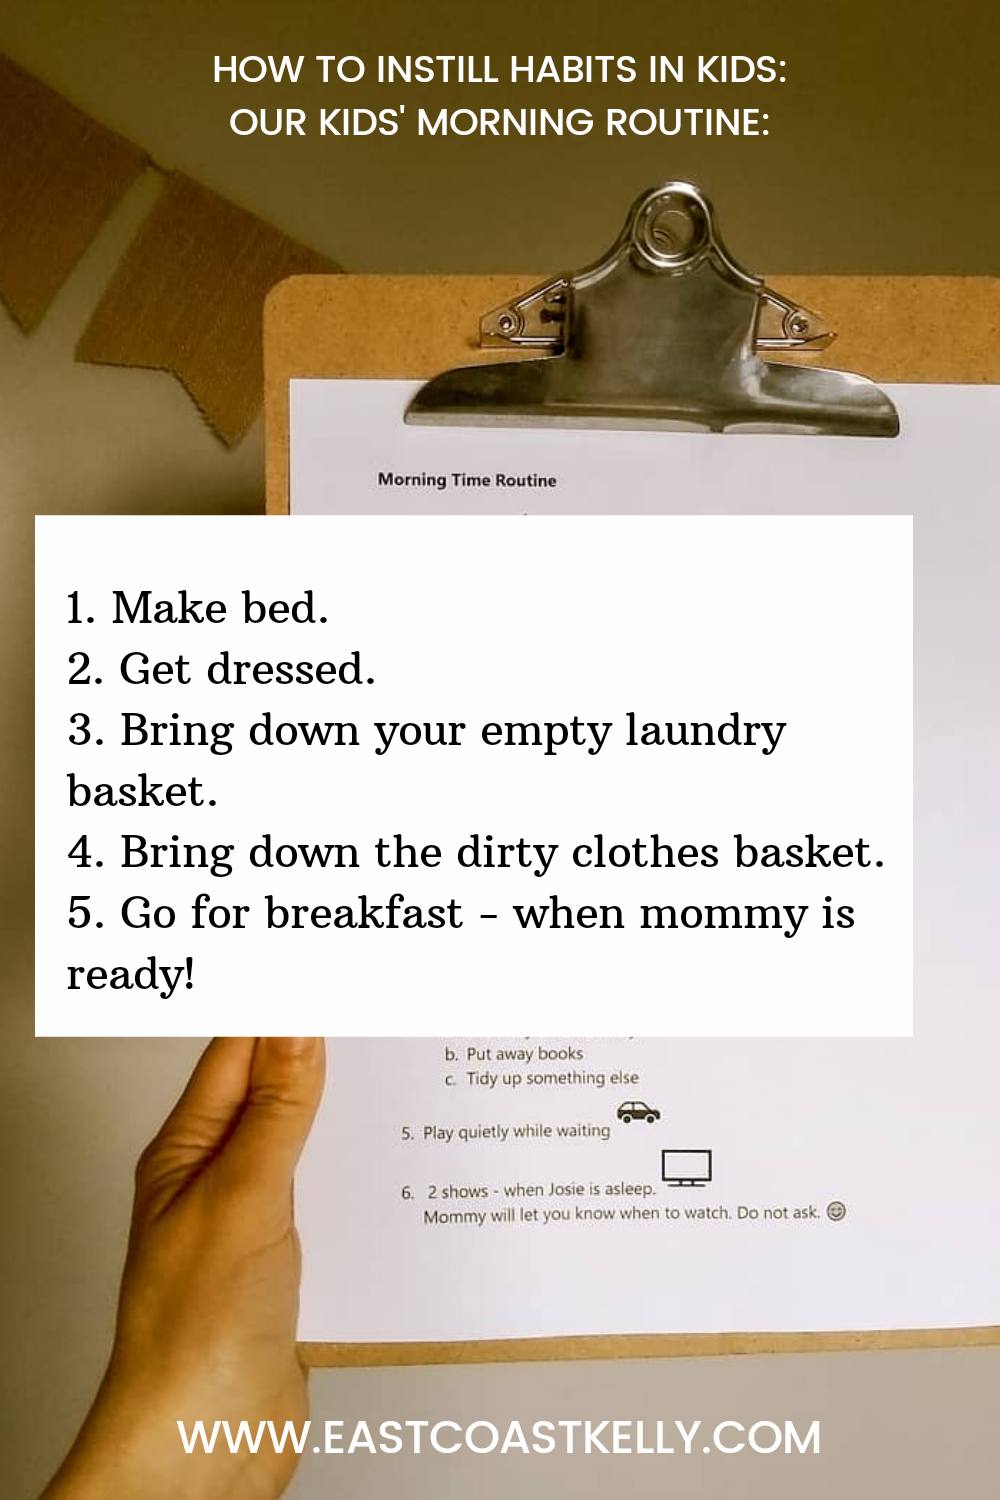 HOW TO INSTILL HABITS IN KIDS:
OUR KIDS' MORNING ROUTINE:
Morning Time Routine
1. Make bed.
2. Get dressed.
3. Bring down your empty laundry
basket.
4. Bring down the dirty clothes basket.
5. Go for breakfast - when mommy is
ready!
b. Put away books
c. Tidy up something else
5. Play quietly while waiting
6. 2 shows - when Josie is asleep.
Mommy will let you know when to watch. Do not ask.
WWW.EASTCOASTKELLY.COM